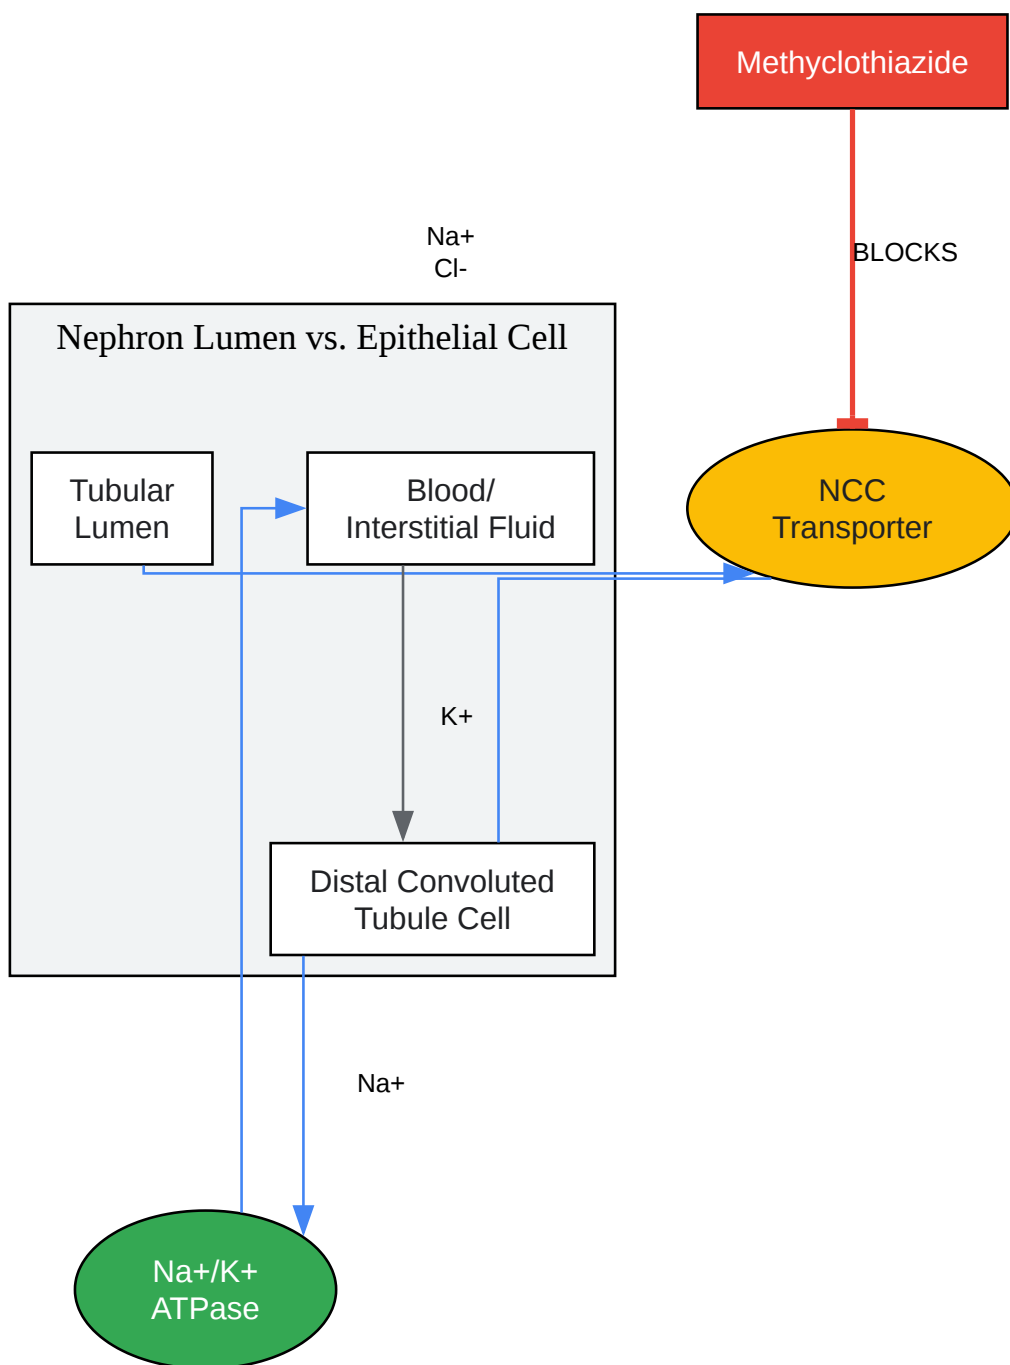 Methyclothiazide
Na+
Cl-
BLOCKS
Nephron Lumen vs. Epithelial Cell
Tubular
Lumen
Blood/
Interstitial Fluid
NCC
Transporter
K+
Distal Convoluted
Tubule Cell
Na+
Na+/K+
ATPase